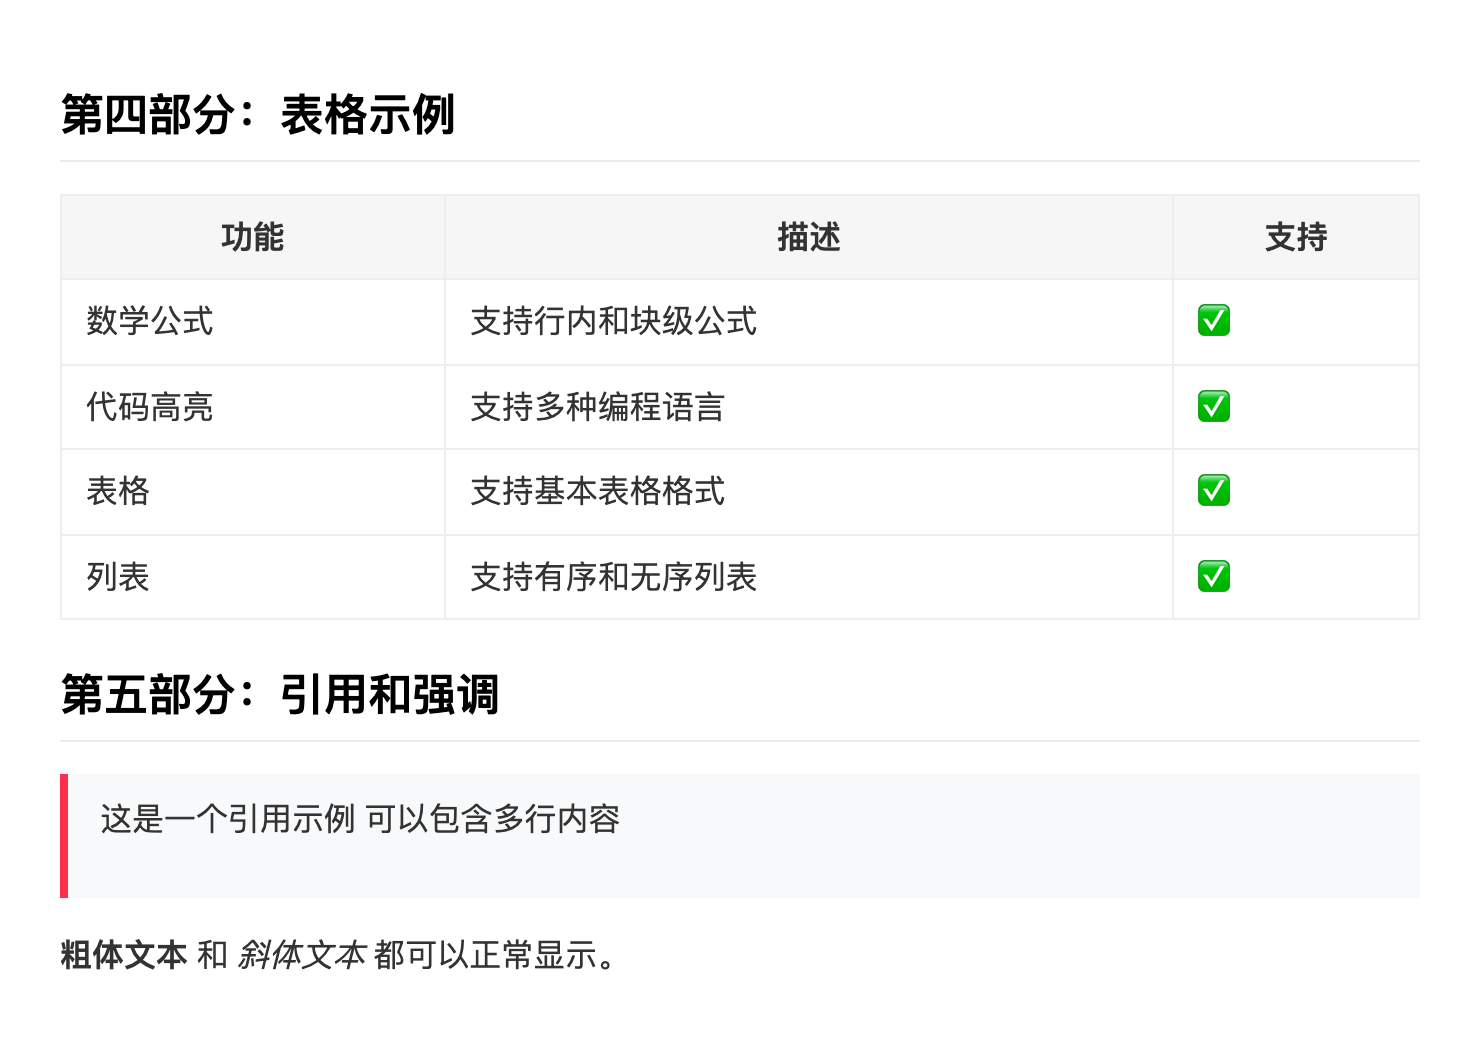 第四部分：表格示例
功能 描述 支持
数学公式 支持行内和块级公式 ✅
代码高亮 支持多种编程语言 ✅
表格 支持基本表格格式 ✅
列表 支持有序和无序列表 ✅
第五部分：引用和强调
这是一个引用示例 可以包含多行内容
粗体文本 和 斜体文本 都可以正常显示。